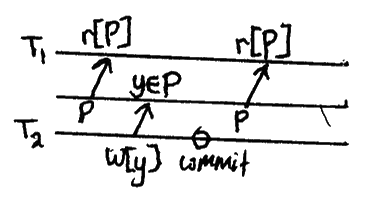 r[P] r[P]
T₁
y∈P
P P
T₂
w[y} commit